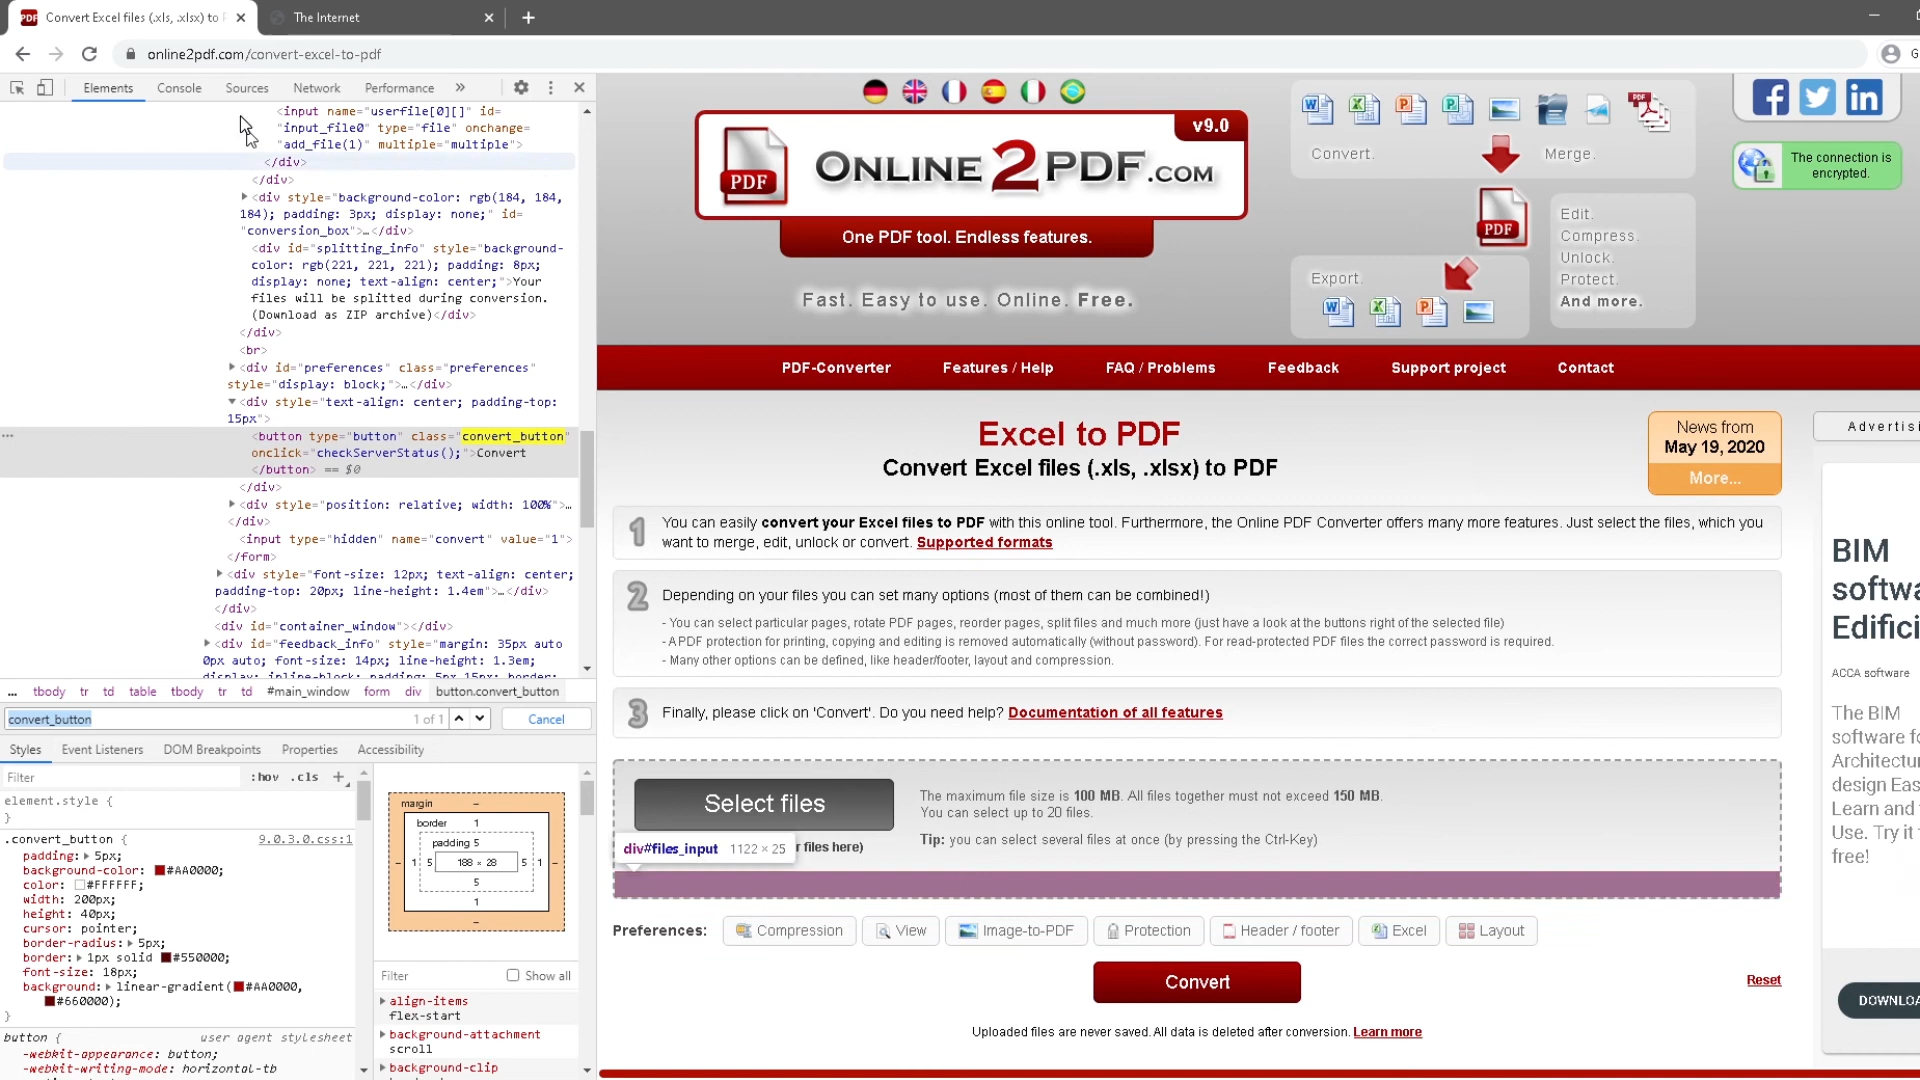 Convert Excel files (.xls, .xlsx) to P
The Internet
online2pdf.com/convert-excel-to-pdf
G
Elements Console Sources Network Performance
<input name="userfile[0][]" id=
"input_file0" type="file" onchange=
"add_file(1)" multiple="multiple">
</div>
</div>
<div style="background-color: rgb(184, 184,
184); padding: 3px; display: none;" id=
"conversion_box">…</div>
<div id="splitting_info" style="background-
color: rgb(221, 221, 221); padding: 8px;
display: none; text-align: center;">Your
files will be splitted during conversion.
(Download as ZIP archive)</div>
</div>
<br>
<div id="preferences" class="preferences"
style="display: block;">…</div>
<div style="text-align: center; padding-top:
15px">
<button type="button" class="convert_button"
onclick="checkServerStatus();">Convert
</button> == $0
</div>
<div style="position: relative; width: 100%">…
</div>
<input type="hidden" name="convert" value="1">
</form>
<div style="font-size: 12px; text-align: center;
padding-top: 20px; line-height: 1.4em">…</div>
</div>
<div id="container_window"></div>
<div id="feedback_info" style="margin: 35px auto
0px auto; font-size: 14px; line-height: 1.3em;
display: inline-block; padding: 5px 15px; border:
... tbody tr td table tbody tr td #main_window form div button.convert_button
convert_button 1 of 1 Cancel
Styles Event Listeners DOM Breakpoints Properties Accessibility
Filter :hov .cls +
element.style {
}
.convert_button { 9.0.3.0.css:1
padding: 5px;
background-color: #AA0000;
color: #FFFFFF;
width: 200px;
height: 40px;
cursor: pointer;
border-radius: 5px;
border: 1px solid #550000;
font-size: 18px;
background: linear-gradient(#AA0000,
#660000);
}
button { user agent stylesheet
-webkit-appearance: button;
-webkit-writing-mode: horizontal-tb
margin –
border 1
padding 5
– 1 5 188 × 28 5 1 –
5
1
–
Filter Show all
align-items
flex-start
background-attachment
scroll
background-clip
PDF
ONLINE2PDF.COM
v9.0
One PDF tool. Endless features.
Fast. Easy to use. Online. Free.
Convert.
Merge.
PDF
Edit.
Compress.
Unlock.
Protect.
And more.
Export.
The connection is
encrypted.
PDF-Converter Features / Help FAQ / Problems Feedback Support project Contact
Excel to PDF
Convert Excel files (.xls, .xlsx) to PDF
News from
May 19, 2020
More...
1 You can easily convert your Excel files to PDF with this online tool. Furthermore, the Online PDF Converter offers many more features. Just select the files, which you
want to merge, edit, unlock or convert. Supported formats
2 Depending on your files you can set many options (most of them can be combined!)
- You can select particular pages, rotate PDF pages, reorder pages, split files and much more (just have a look at the buttons right of the selected file)
- A PDF protection for printing, copying and editing is removed automatically (without password). For read-protected PDF files the correct password is required.
- Many other options can be defined, like header/footer, layout and compression.
3 Finally, please click on 'Convert'. Do you need help? Documentation of all features
Select files
The maximum file size is 100 MB. All files together must not exceed 150 MB.
You can select up to 20 files.
Tip: you can select several files at once (by pressing the Ctrl-Key)
div#files_input 1122 × 25
r files here)
Preferences: Compression View Image-to-PDF Protection Header / footer Excel Layout
Convert
Reset
Uploaded files are never saved. All data is deleted after conversion. Learn more
Advertisi
BIM
softwa
Edifici
ACCA software
The BIM
software fo
Architectur
design Eas
Learn and
Use. Try it
free!
DOWNLOA